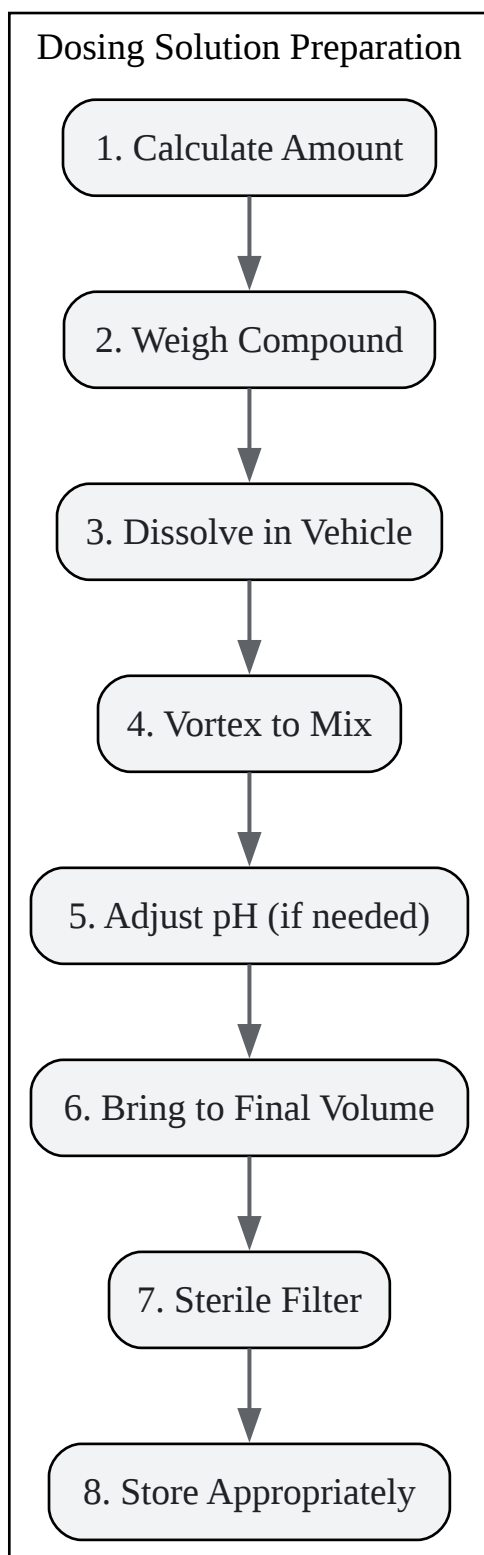 Dosing Solution Preparation
1. Calculate Amount
2. Weigh Compound
3. Dissolve in Vehicle
4. Vortex to Mix
5. Adjust pH (if needed)
6. Bring to Final Volume
7. Sterile Filter
8. Store Appropriately